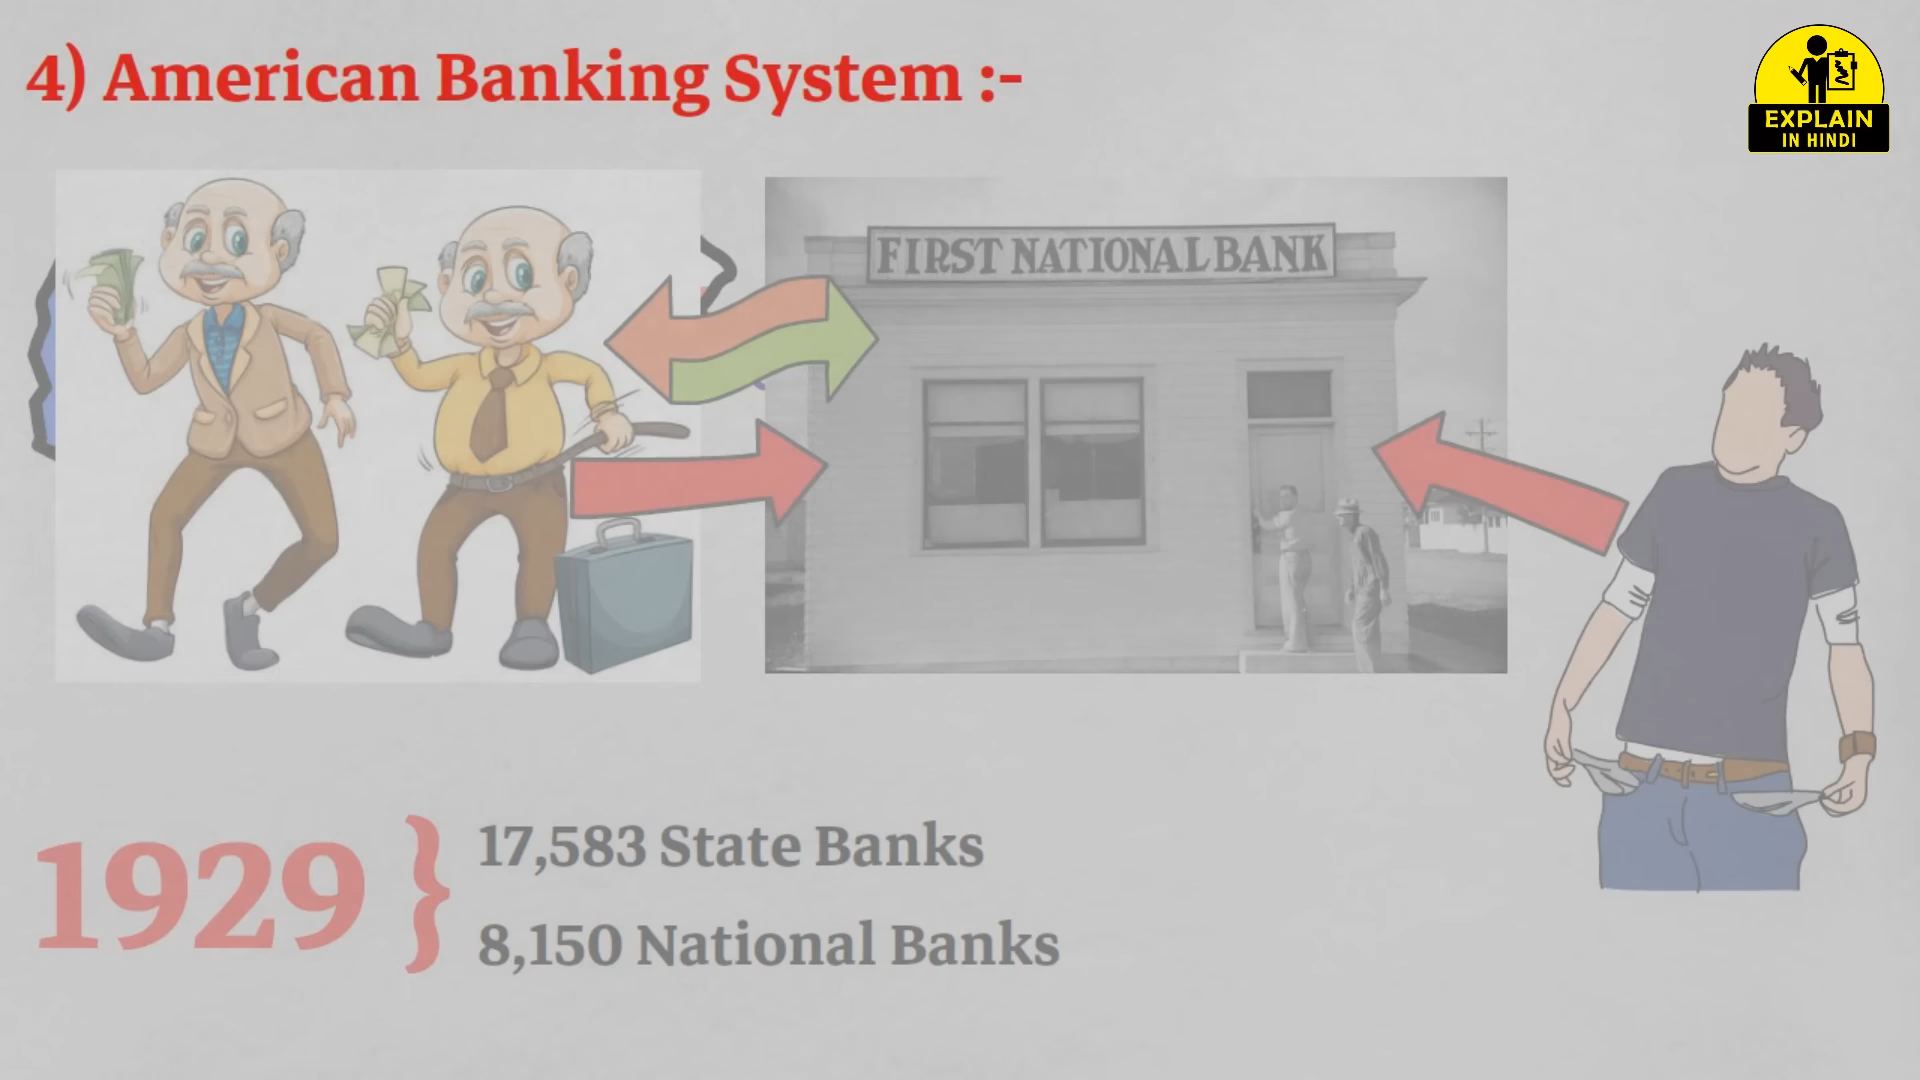 4) American Banking System :-
EXPLAIN
IN HINDI
FIRST NATIONAL BANK
1929 }
17,583 State Banks
8,150 National Banks